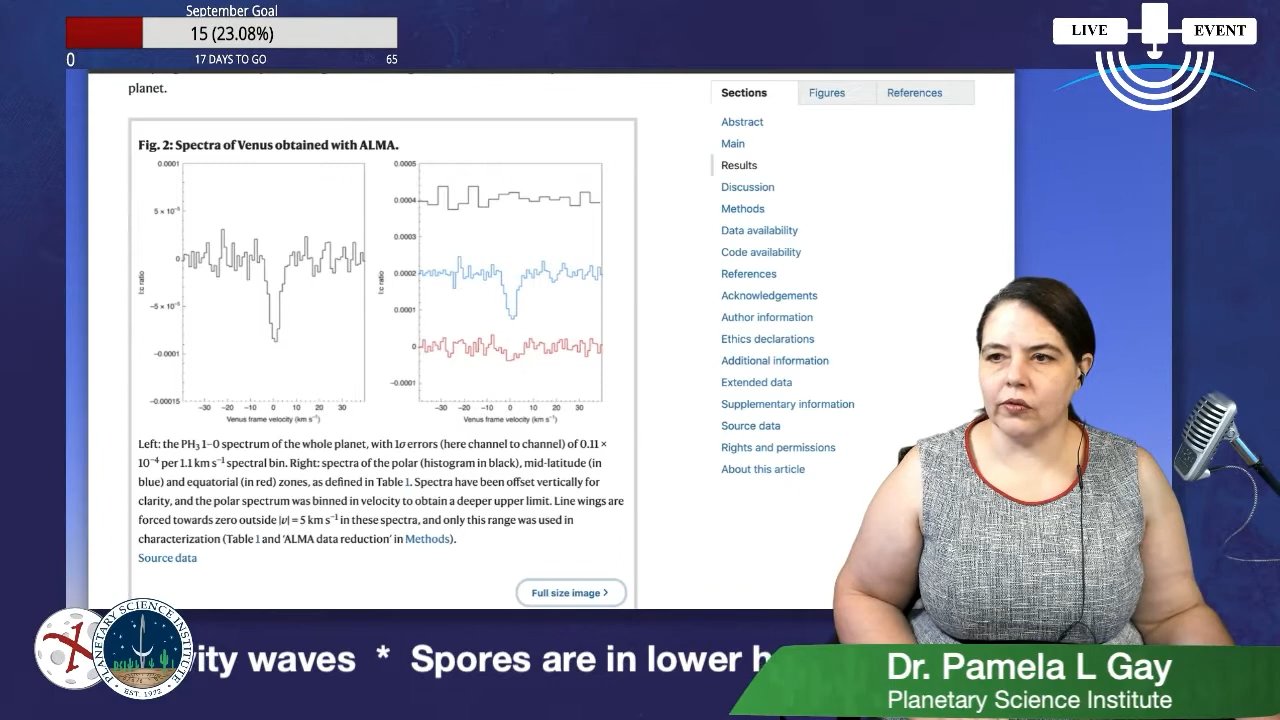 September Goal
15 (23.08%)
0
17 DAYS TO GO
65
LIVE
EVENT
planet.
Fig. 2: Spectra of Venus obtained with ALMA.
0.0001
5 × 10⁻⁵
0
−5 × 10⁻⁵
−0.0001
−0.00015
l:c ratio
−30 −20 −10 0 10 20 30
Venus frame velocity (km s⁻¹)
0.0005
0.0004
0.0003
0.0002
0.0001
0
−0.0001
l:c ratio
−30 −20 −10 0 10 20 30
Venus frame velocity (km s⁻¹)
Left: the PH₃ 1–0 spectrum of the whole planet, with 1σ errors (here channel to channel) of 0.11 ×
10⁻⁴ per 1.1 km s⁻¹ spectral bin. Right: spectra of the polar (histogram in black), mid-latitude (in
blue) and equatorial (in red) zones, as defined in Table 1. Spectra have been offset vertically for
clarity, and the polar spectrum was binned in velocity to obtain a deeper upper limit. Line wings are
forced towards zero outside |v| = 5 km s⁻¹ in these spectra, and only this range was used in
characterization (Table 1 and ‘ALMA data reduction’ in Methods).
Source data
Full size image >
Sections
Figures
References
Abstract
Main
Results
Discussion
Methods
Data availability
Code availability
References
Acknowledgements
Author information
Ethics declarations
Additional information
Extended data
Supplementary information
Source data
Rights and permissions
About this article
PLANETARY SCIENCE INSTITUTE
EST. 1972
ity waves * Spores are in lower h
Dr. Pamela L Gay
Planetary Science Institute